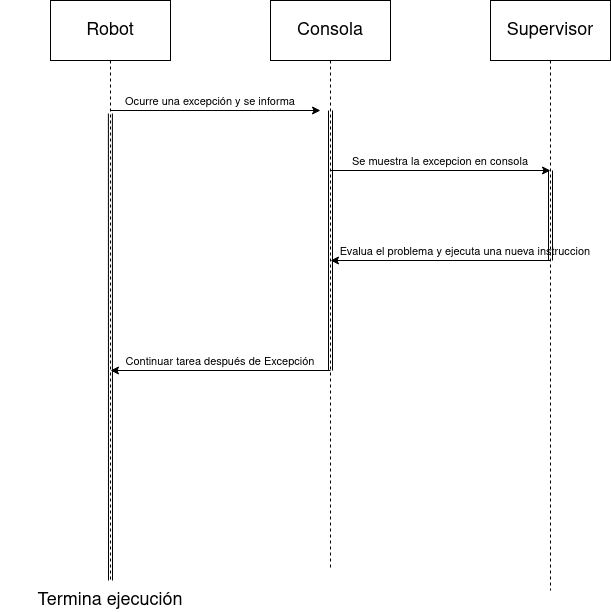 Robot
Consola
Supervisor
Ocurre una excepción y se informa
Se muestra la excepcion en consola
Evalua el problema y ejecuta una nueva instruccion
Continuar tarea después de Excepción
Termina ejecución